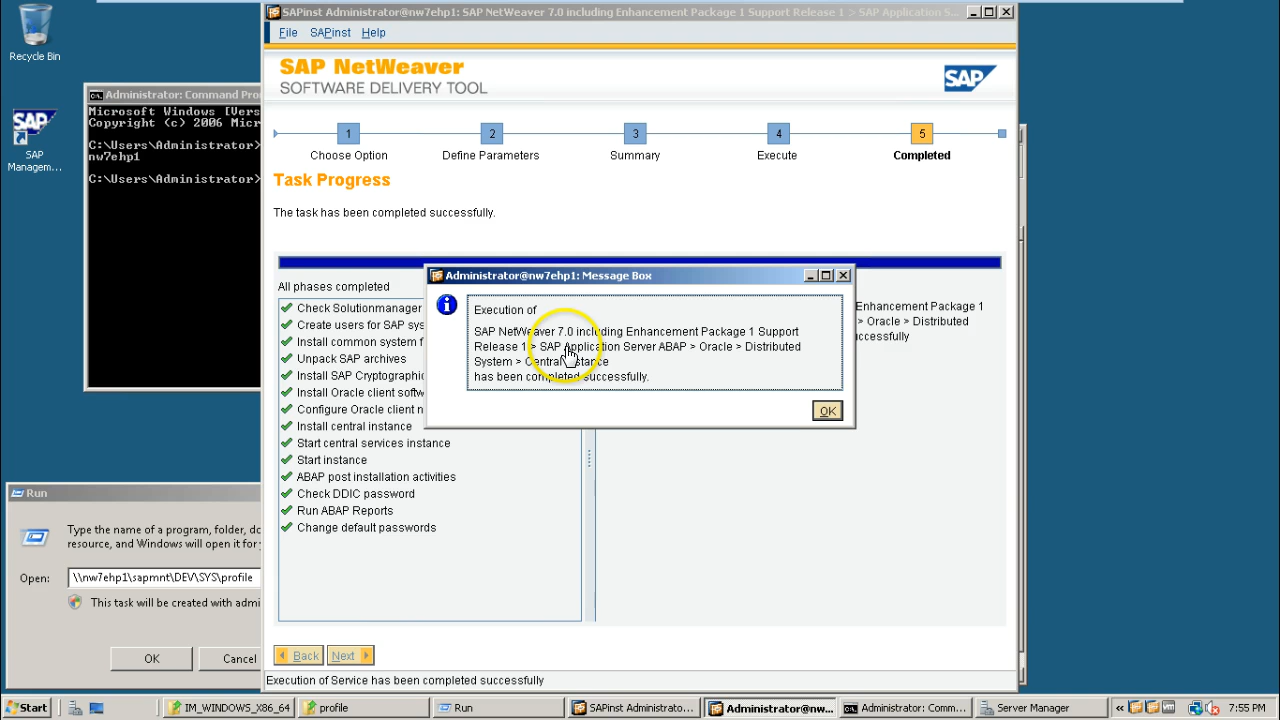 SAPinst Administrator@nw7ehp1: SAP NetWeaver 7.0 including Enhancement Package 1 Support Release 1 > SAP Application S...
Recycle Bin
File SAPinst Help
SAP NetWeaver
SOFTWARE DELIVERY TOOL
SAP
Administrator: Command Pro
Microsoft Windows [Vers
Copyright (c) 2006 Micr
C:\Users\Administrator>
nw7ehp1
C:\Users\Administrator>
SAP
SAP
Managem...
1 2 3 4 5
Choose Option Define Parameters Summary Execute Completed
Task Progress
The task has been completed successfully.
All phases completed
Check Solutionmanager
Create users for SAP sys
Install common system f
Unpack SAP archives
Install SAP Cryptographic
Install Oracle client softw
Configure Oracle client n
Install central instance
Start central services instance
Start instance
ABAP post installation activities
Check DDIC password
Run ABAP Reports
Change default passwords
Enhancement Package 1
> Oracle > Distributed
ccessfully
Administrator@nw7ehp1: Message Box
Execution of
SAP NetWeaver 7.0 including Enhancement Package 1 Support
Release 1 > SAP Application Server ABAP > Oracle > Distributed
System > Central Instance
has been completed successfully.
OK
Run
Type the name of a program, folder, do
resource, and Windows will open it for
Open: \\nw7ehp1\sapmnt\DEV\SYS\profile
This task will be created with admi
OK Cancel
Back Next
Execution of Service has been completed successfully
Start IM_WINDOWS_X86_64 profile Run SAPinst Administrato... Administrator@nw... Administrator: Comm... Server Manager « 7:55 PM